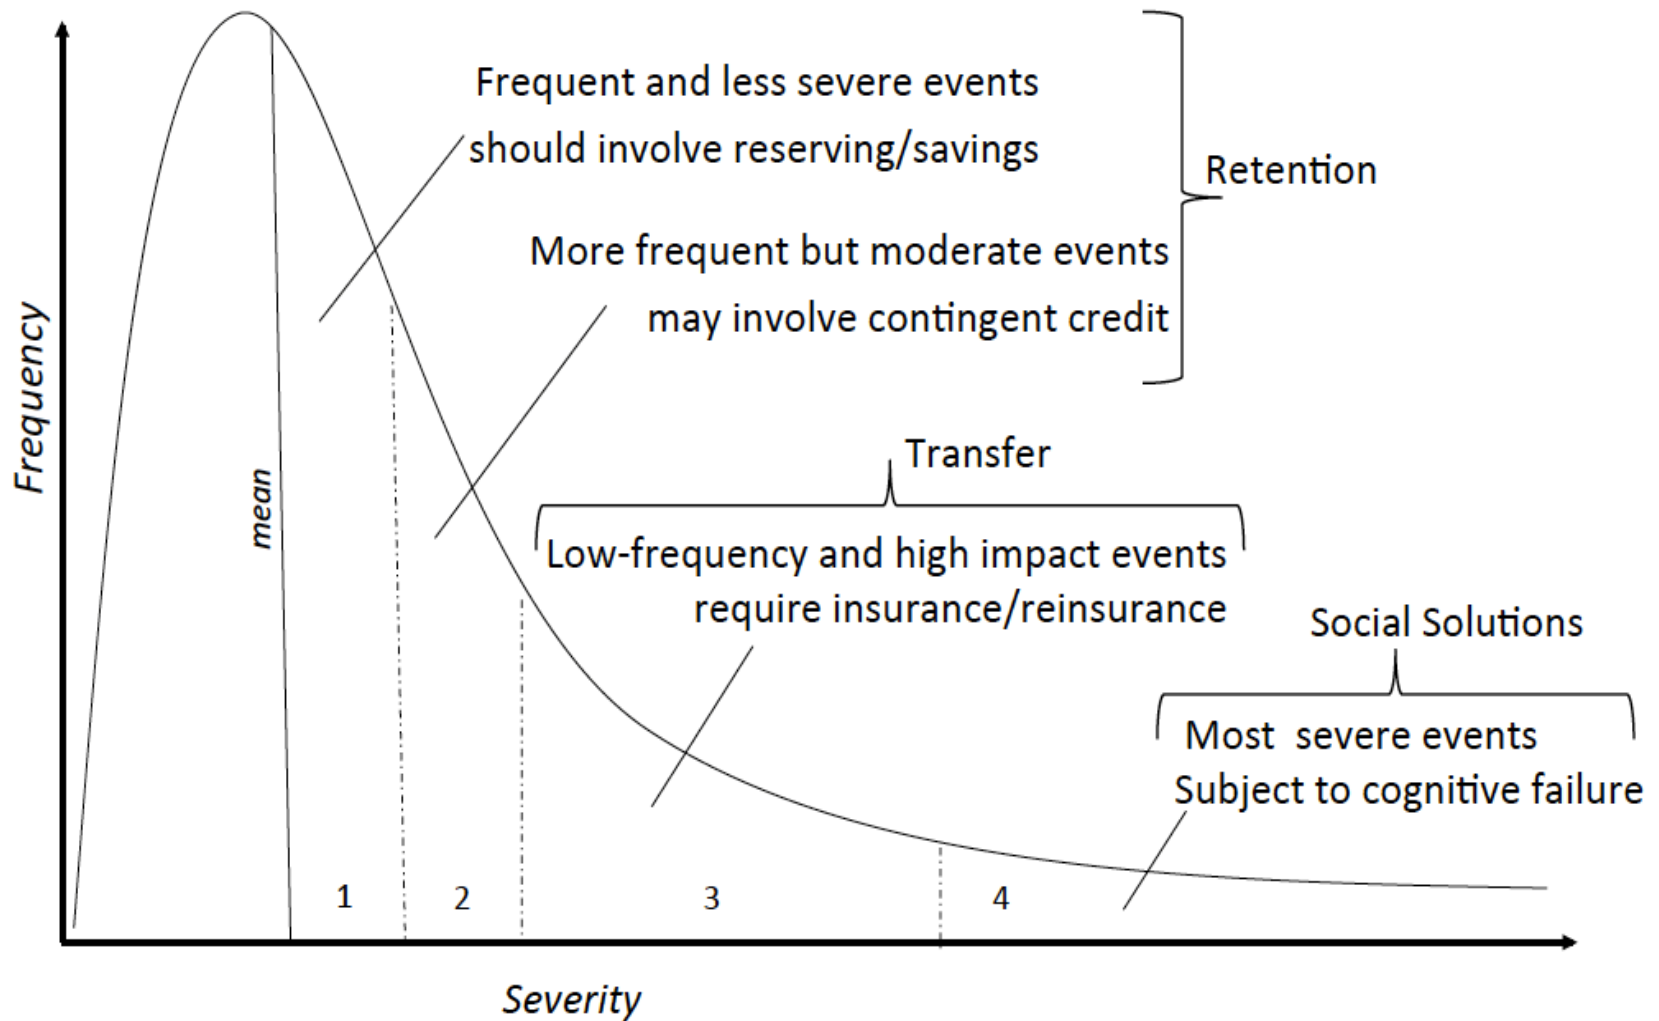 Frequent and less severe events
should involve reserving/savings
Retention
More frequent but moderate events
may involve contingent credit
Frequency
mean
Transfer
Low-frequency and high impact events
require insurance/reinsurance
Social Solutions
Most severe events
Subject to cognitive failure
1
2
3
4
Severity